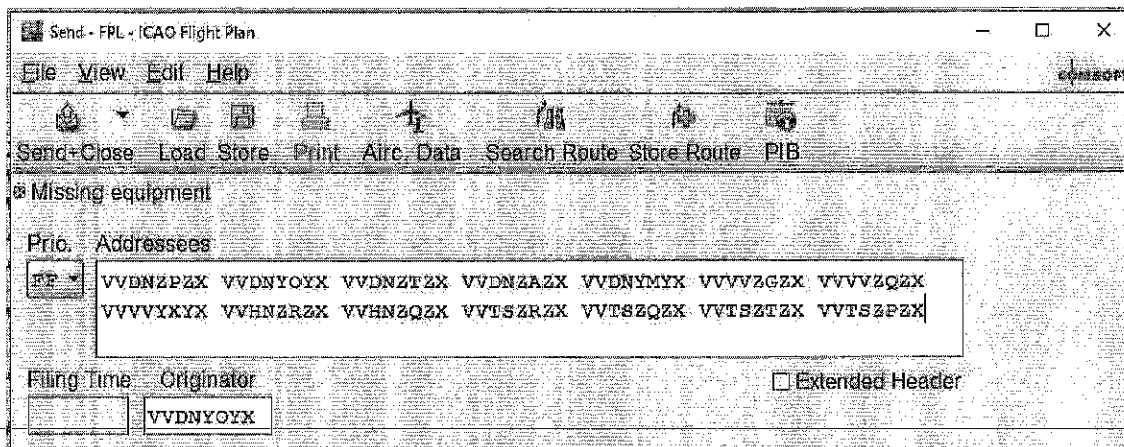 Send - FPL - ICAO Flight Plan
File View Edit Help
COMSOFT
Send+Close Load Store Print Airc. Data Search Route Store Route PIB
Missing equipment
Prio. Addressees
FF VVDNZPZX VVDNYOYX VVDNZTZX VVDNZAZX VVDNYMYX VVVVZGZX VVVVZQZX
VVVVYXYX VVHNZRZX VVHNZQZX VVTSZRZX VVTSZQZX VVTSZTZX VVTSZPZX
Filing Time Originator Extended Header
VVDNYOYX